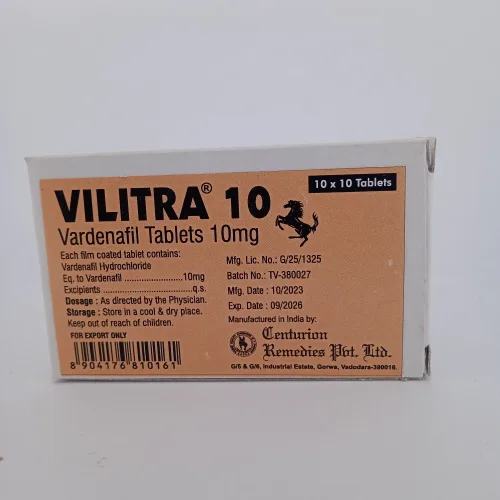 VILITRA® 10
10 x 10 Tablets
Vardenafil Tablets 10mg
Each film coated tablet contains:
Vardenafil Hydrochloride
Eq. to Vardenafil ........................10mg
Excipients ....................................q.s.
Dosage : As directed by the Physician.
Storage : Store in a cool & dry place.
Keep out of reach of children.
FOR EXPORT ONLY
8 904176 810161
Mfg. Lic. No.: G/25/1325
Batch No.: TV-380027
Mfg. Date : 10/2023
Exp. Date : 09/2026
Manufactured in India by:
Centurion
Remedies Pvt. Ltd.
G/5 & G/6, Industrial Estate, Gorwa, Vadodara-390016.